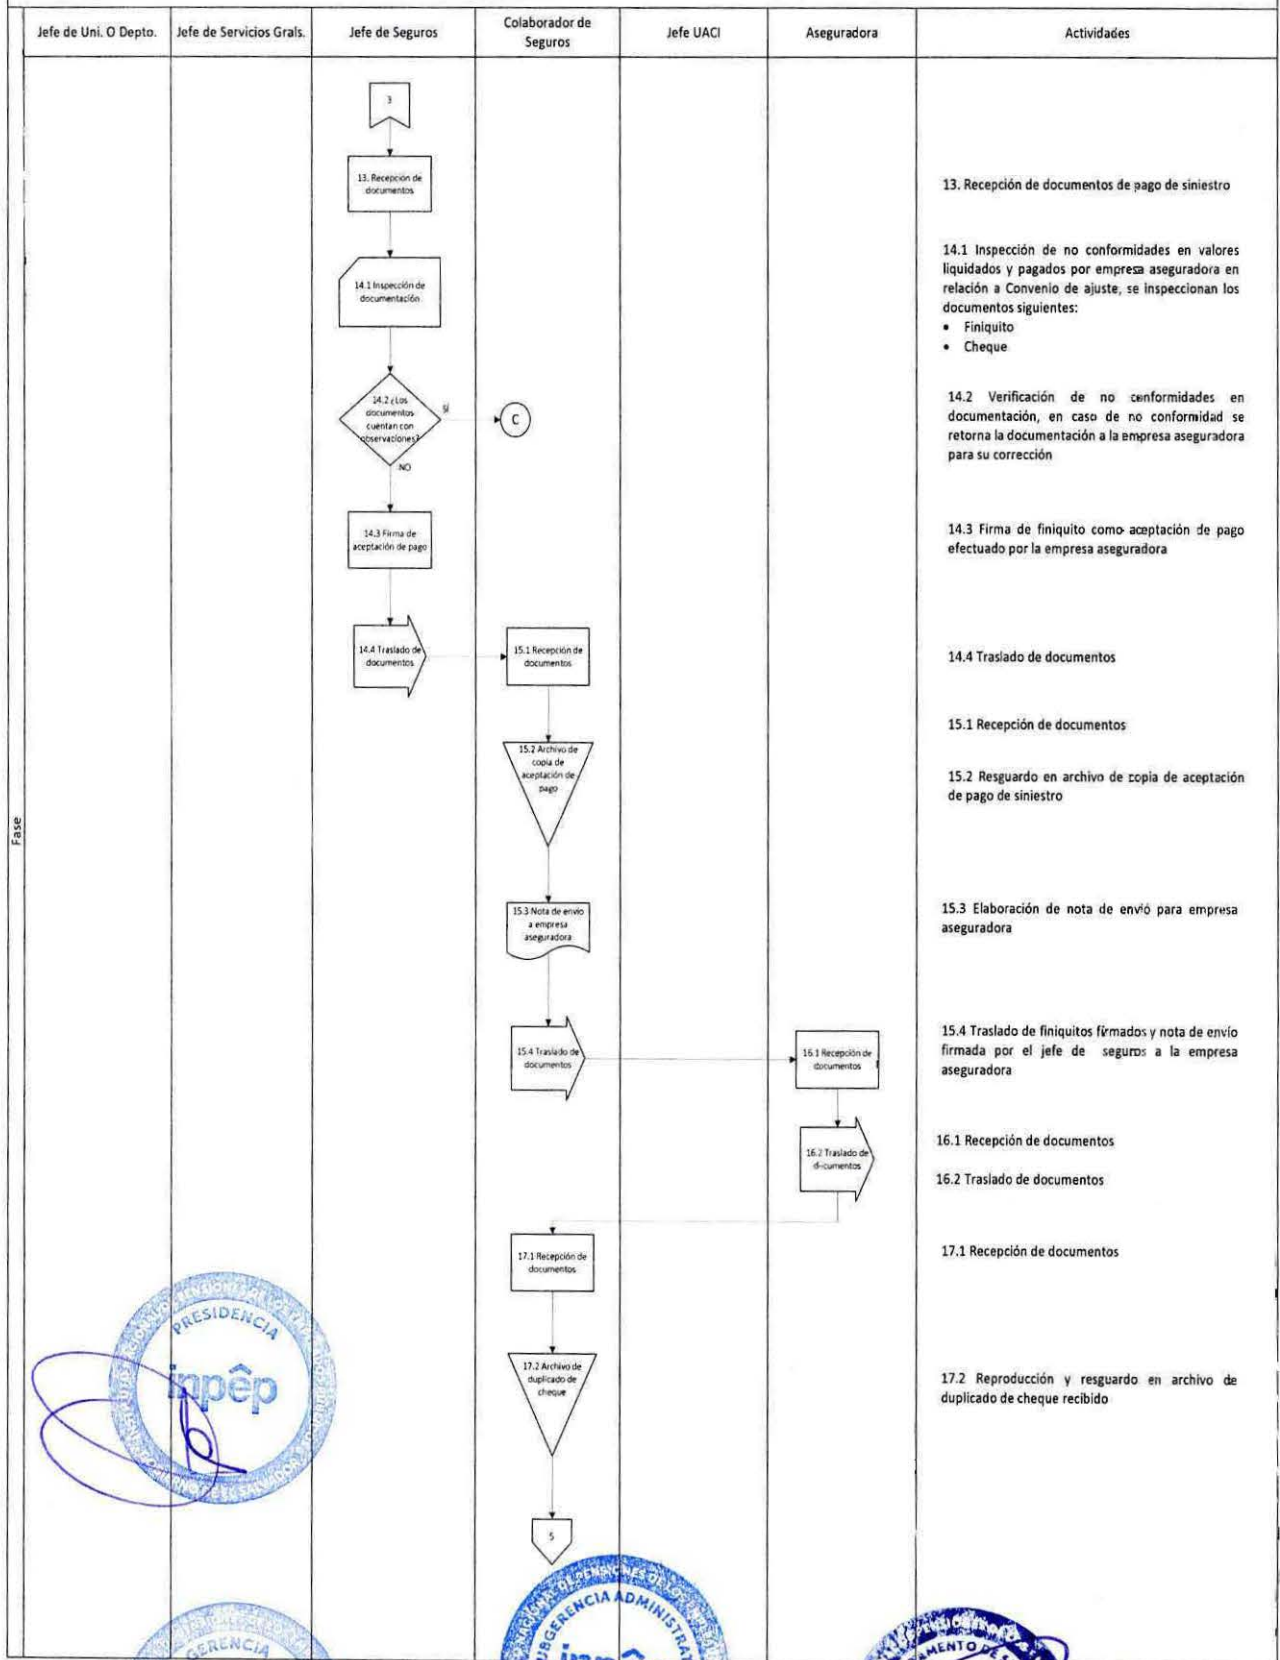 Jefe de Uni. O Depto.
Jefe de Servicios Grals.
Jefe de Seguros
Colaborador de
Seguros
Jefe UACI
Aseguradora
Actividades
Fase
3
13. Recepción de
documentos
13. Recepción de documentos de pago de siniestro
14.1 Inspección de
documentación
14.1 Inspección de no conformidades en valores
liquidados y pagados por empresa aseguradora en
relación a Convenio de ajuste, se inspeccionan los
documentos siguientes:
• Finiquito
• Cheque
14.2 ¿Los
documentos
cuentan con
observaciones?
SÍ
C
NO
14.2 Verificación de no conformidades en
documentación, en caso de no conformidad se
retorna la documentación a la empresa aseguradora
para su corrección
14.3 Firma de
aceptación de pago
14.3 Firma de finiquito como aceptación de pago
efectuado por la empresa aseguradora
14.4 Traslado de
documentos
15.1 Recepción de
documentos
14.4 Traslado de documentos
15.1 Recepción de documentos
15.2 Archivo de
copia de
aceptación de
pago
15.2 Resguardo en archivo de copia de aceptación
de pago de siniestro
15.3 Nota de envio
a empresa
aseguradora
15.3 Elaboración de nota de envió para empresa
aseguradora
15.4 Traslado de
documentos
16.1 Recepción de
documentos
15.4 Traslado de finiquitos firmados y nota de envío
firmada por el jefe de seguros a la empresa
aseguradora
16.2 Traslado de
documentos
16.1 Recepción de documentos
16.2 Traslado de documentos
17.1 Recepción de
documentos
17.1 Recepción de documentos
17.2 Archivo de
duplicado de
cheque
17.2 Reproducción y resguardo en archivo de
duplicado de cheque recibido
5
PRESIDENCIA
inpêp
EL SALVADOR
GERENCIA
PENSIONES DE LOS
SUBGERENCIA ADMINISTRAT